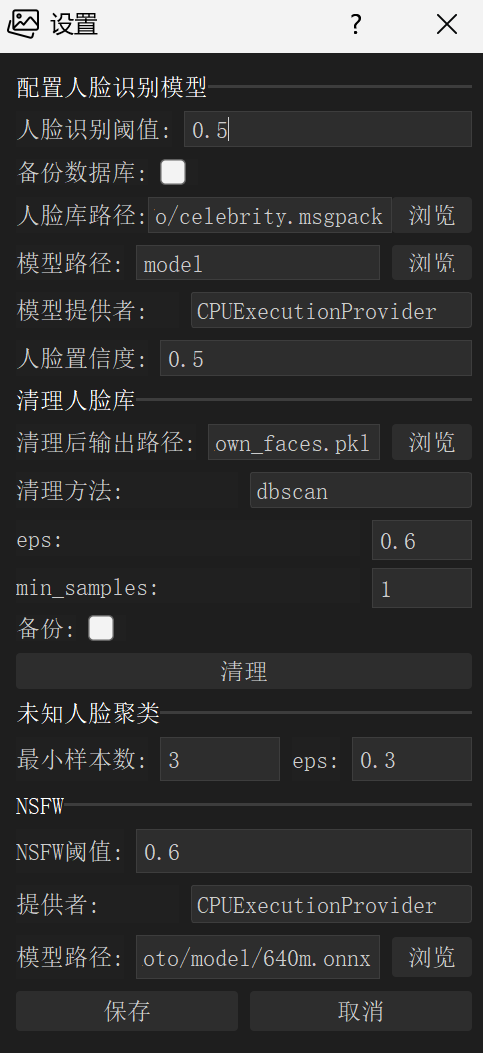 设置 ?
配置人脸识别模型
人脸识别阈值: 0.5
备份数据库:
人脸库路径: o/celebrity.msgpack 浏览
模型路径: model 浏览
模型提供者: CPUExecutionProvider
人脸置信度: 0.5
清理人脸库
清理后输出路径: own_faces.pkl 浏览
清理方法: dbscan
eps: 0.6
min_samples: 1
备份:
清理
未知人脸聚类
最小样本数: 3 eps: 0.3
NSFW
NSFW阈值: 0.6
提供者: CPUExecutionProvider
模型路径: oto/model/640m.onnx 浏览
保存 取消